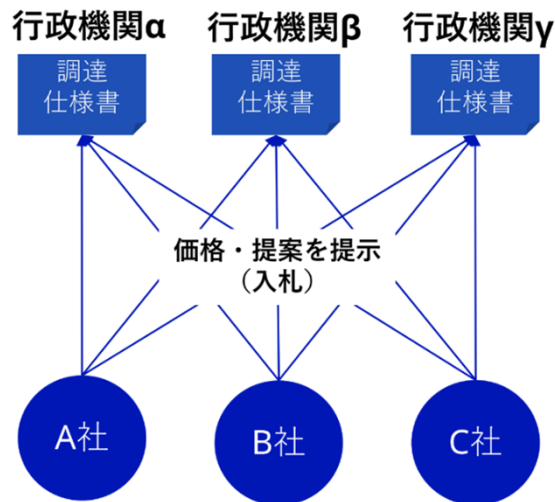 行政機関α
行政機関β
行政機関γ
調達
仕様書
調達
仕様書
調達
仕様書
価格・提案を提示
（入札）
A社
B社
C社